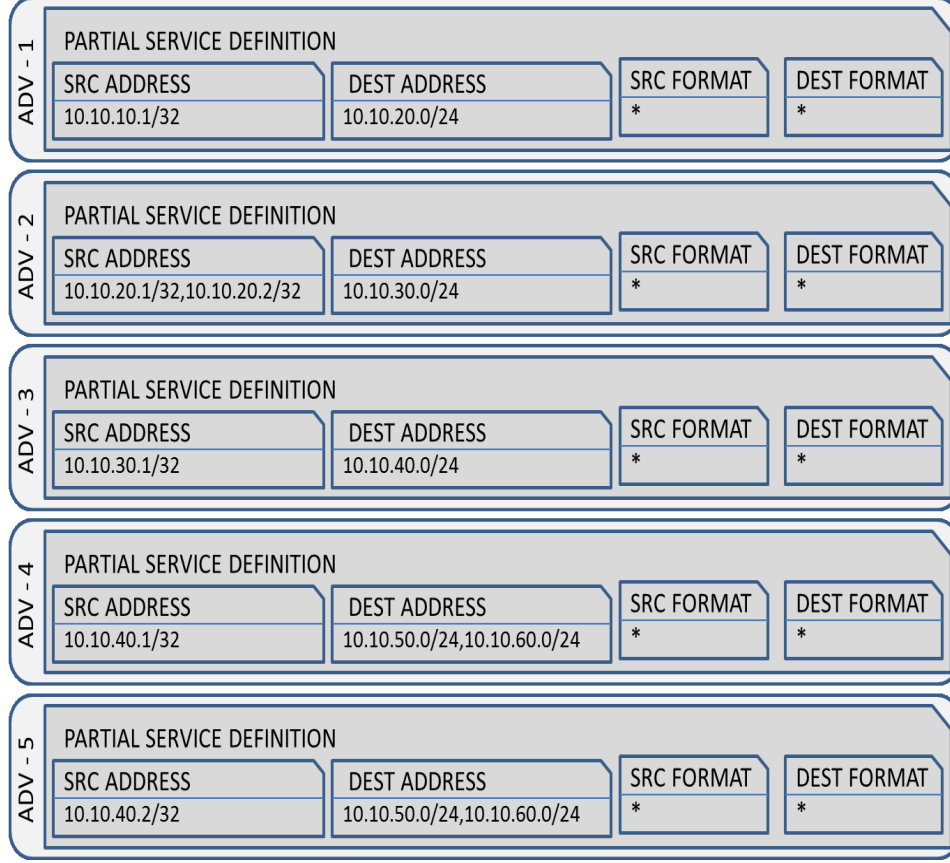 ADV - 1
PARTIAL SERVICE DEFINITION
SRC ADDRESS
10.10.10.1/32
DEST ADDRESS
10.10.20.0/24
SRC FORMAT
*
DEST FORMAT
*
ADV - 2
PARTIAL SERVICE DEFINITION
SRC ADDRESS
10.10.20.1/32,10.10.20.2/32
DEST ADDRESS
10.10.30.0/24
SRC FORMAT
*
DEST FORMAT
*
ADV - 3
PARTIAL SERVICE DEFINITION
SRC ADDRESS
10.10.30.1/32
DEST ADDRESS
10.10.40.0/24
SRC FORMAT
*
DEST FORMAT
*
ADV - 4
PARTIAL SERVICE DEFINITION
SRC ADDRESS
10.10.40.1/32
DEST ADDRESS
10.10.50.0/24,10.10.60.0/24
SRC FORMAT
*
DEST FORMAT
*
ADV - 5
PARTIAL SERVICE DEFINITION
SRC ADDRESS
10.10.40.2/32
DEST ADDRESS
10.10.50.0/24,10.10.60.0/24
SRC FORMAT
*
DEST FORMAT
*